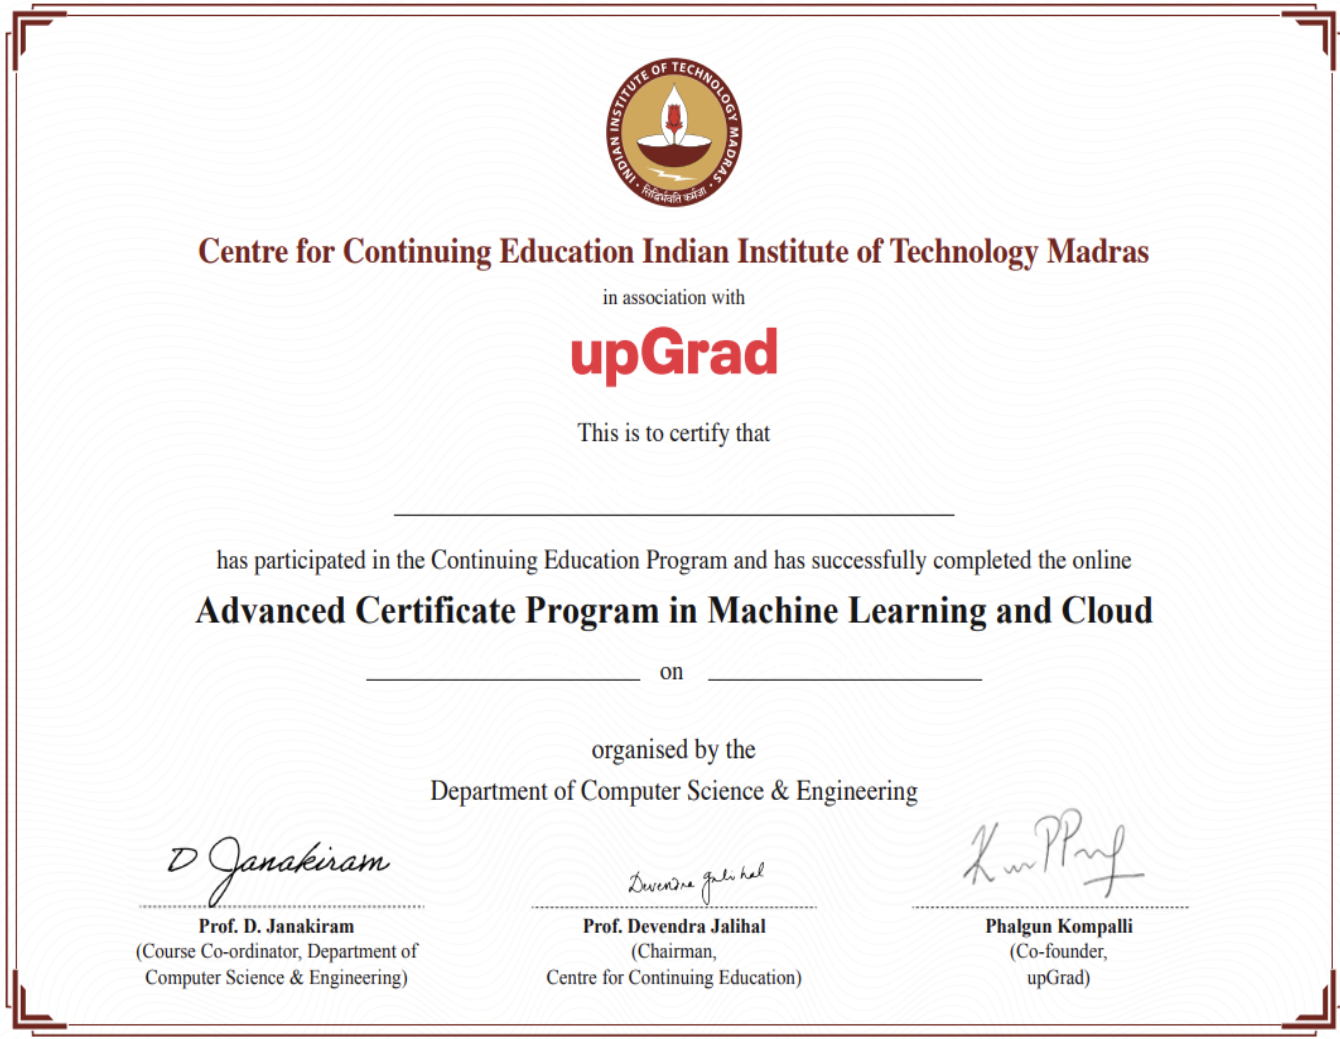 INDIAN INSTITUTE OF TECHNOLOGY MADRAS
सिद्धिर्भवति कर्मजा
Centre for Continuing Education Indian Institute of Technology Madras
in association with
upGrad
This is to certify that
has participated in the Continuing Education Program and has successfully completed the online
Advanced Certificate Program in Machine Learning and Cloud
on
organised by the
Department of Computer Science & Engineering
D Janakiram
Devendra Jalihal
Prof. D. Janakiram
(Course Co-ordinator, Department of
Computer Science & Engineering)
Prof. Devendra Jalihal
(Chairman,
Centre for Continuing Education)
Phalgun Kompalli
(Co-founder,
upGrad)